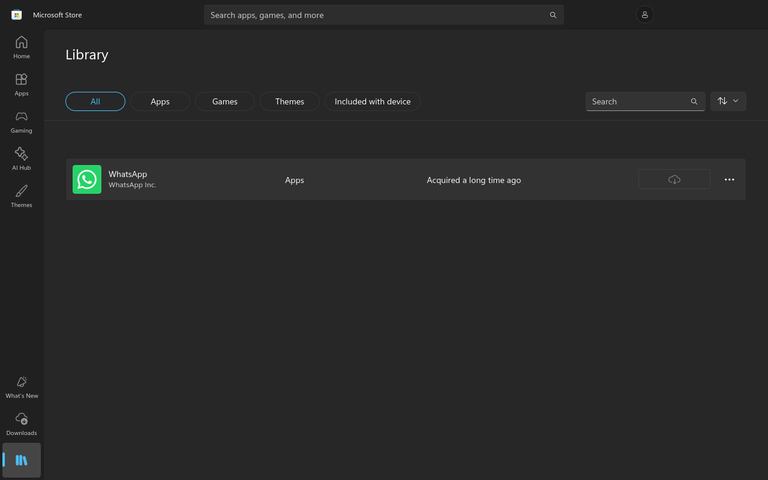 Microsoft Store
Search apps, games, and more
Home
Apps
Gaming
AI Hub
Themes
What's New
Downloads
Library
All
Apps
Games
Themes
Included with device
Search
WhatsApp
WhatsApp Inc.
Apps
Acquired a long time ago